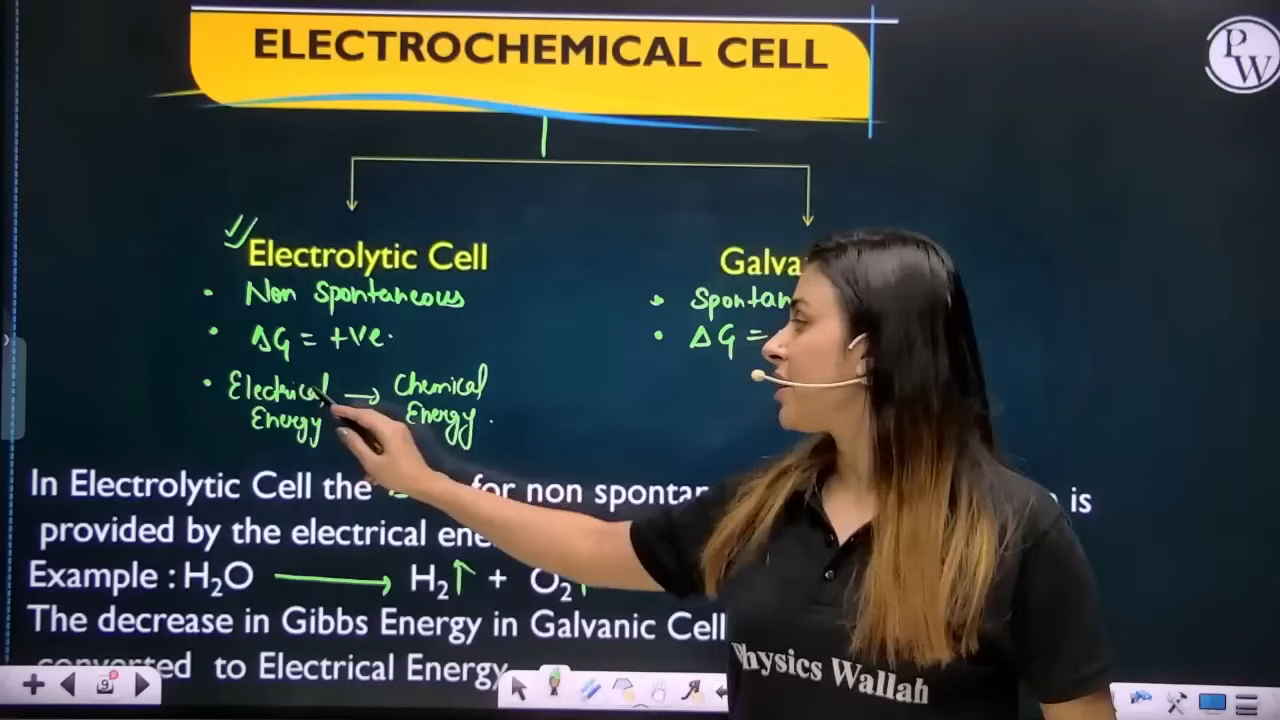 ELECTROCHEMICAL CELL
PW
Electrolytic Cell
• Non Spontaneous
• ΔG = +ve.
• Electrical → Chemical
Energy Energy.
Galva
• Spontan
• ΔG =
In Electrolytic Cell the for non spontan is
provided by the electrical ene
Example : H₂O ⟶ H₂↑ + O₂↑
The decrease in Gibbs Energy in Galvanic Cell
converted to Electrical Energy
Physics Wallah
9